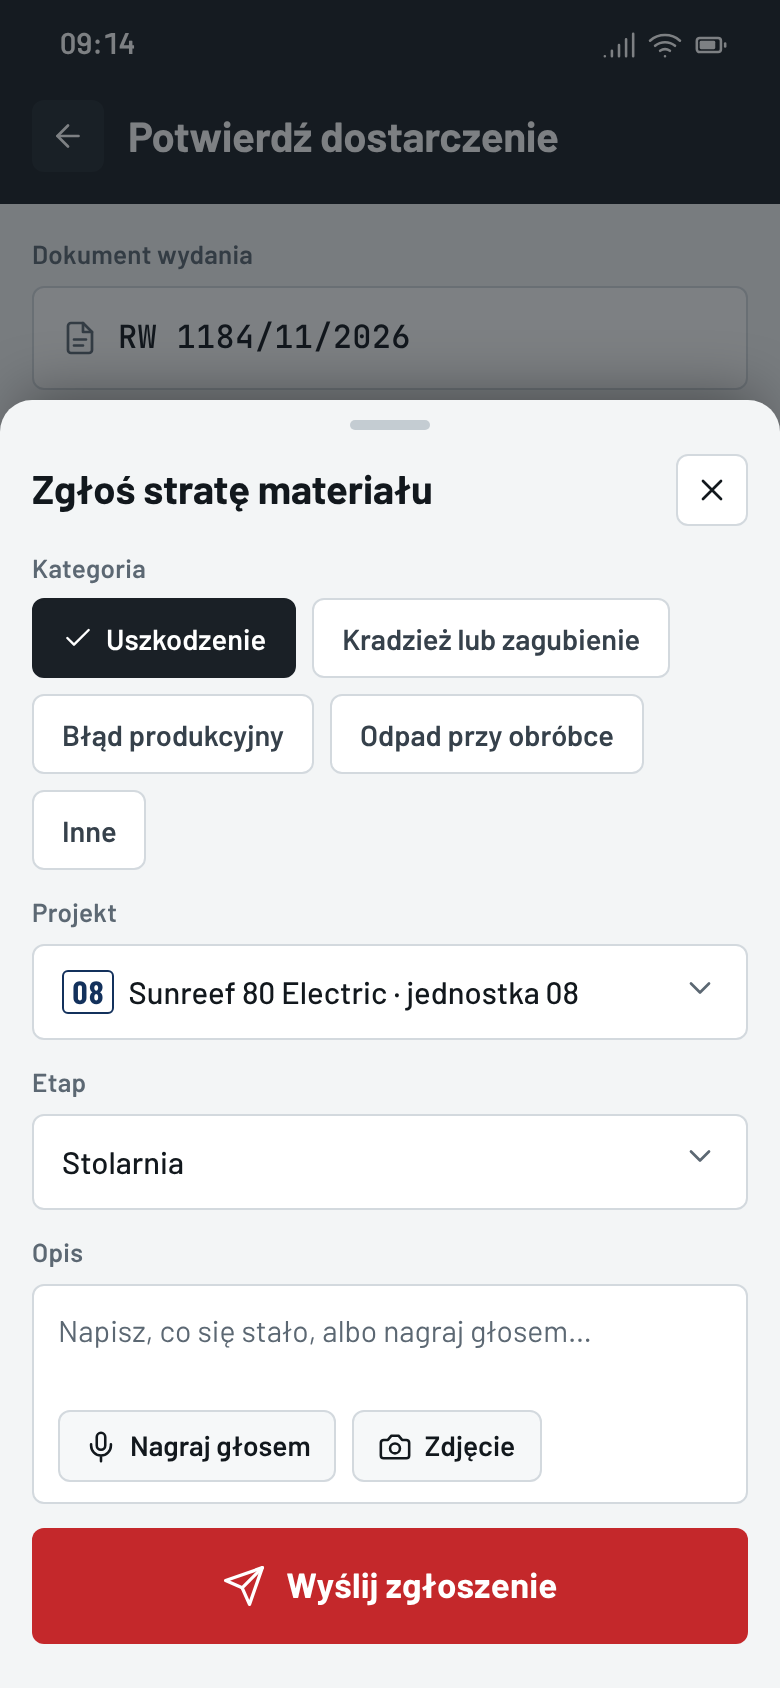 09:14
Potwierdź dostarczenie
Dokument wydania
RW 1184/11/2026
Zgłoś stratę materiału
Kategoria
Uszkodzenie
Kradzież lub zagubienie
Błąd produkcyjny
Odpad przy obróbce
Inne
Projekt
08 Sunreef 80 Electric · jednostka 08
Etap
Stolarnia
Opis
Napisz, co się stało, albo nagraj głosem...
Nagraj głosem
Zdjęcie
Wyślij zgłoszenie